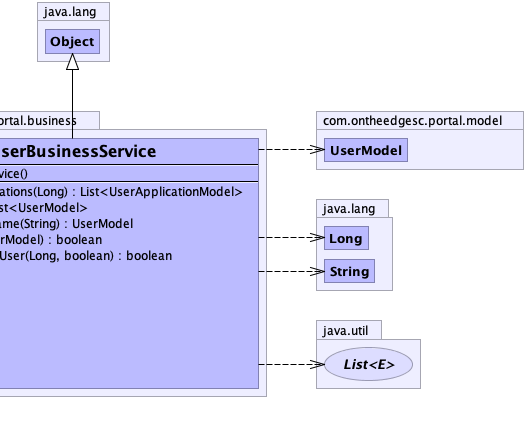 java.lang
Object
ortal.business
serBusinessService
vice()
ations(Long) : List<UserApplicationModel>
st<UserModel>
ame(String) : UserModel
erModel) : boolean
User(Long, boolean) : boolean
com.ontheedgesc.portal.model
UserModel
java.lang
Long
String
java.util
List<E>